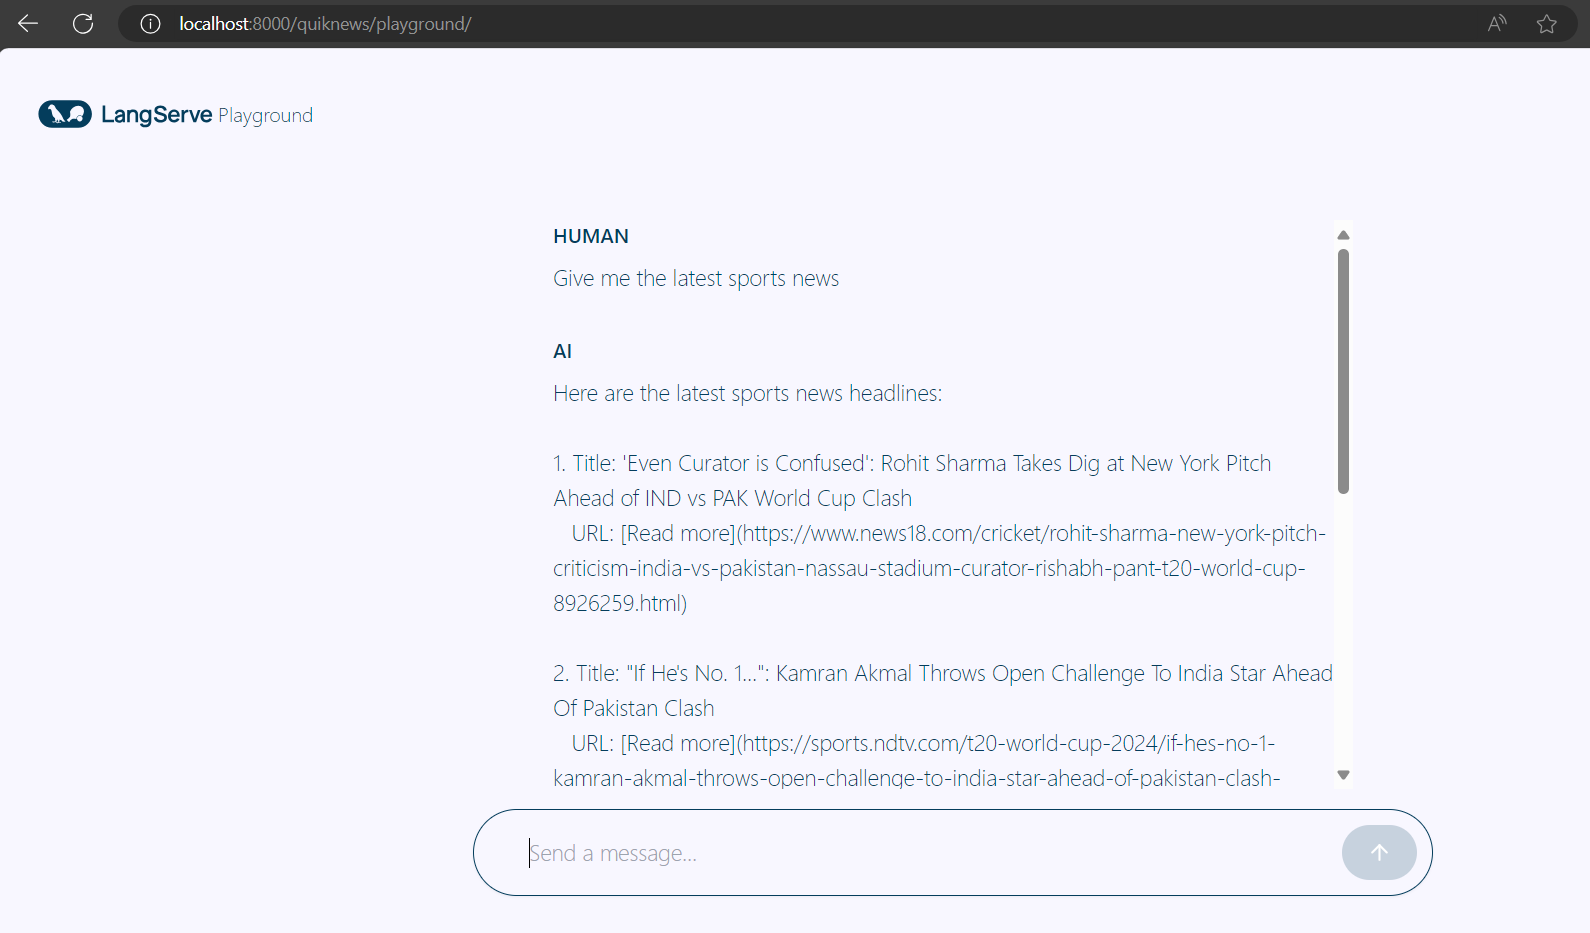 localhost:8000/quiknews/playground/
LangServe Playground
HUMAN
Give me the latest sports news
AI
Here are the latest sports news headlines:
1. Title: 'Even Curator is Confused': Rohit Sharma Takes Dig at New York Pitch
Ahead of IND vs PAK World Cup Clash
URL: [Read more](https://www.news18.com/cricket/rohit-sharma-new-york-pitch-
criticism-india-vs-pakistan-nassau-stadium-curator-rishabh-pant-t20-world-cup-
8926259.html)
2. Title: "If He's No. 1...": Kamran Akmal Throws Open Challenge To India Star Ahead
Of Pakistan Clash
URL: [Read more](https://sports.ndtv.com/t20-world-cup-2024/if-hes-no-1-
kamran-akmal-throws-open-challenge-to-india-star-ahead-of-pakistan-clash-
Send a message...